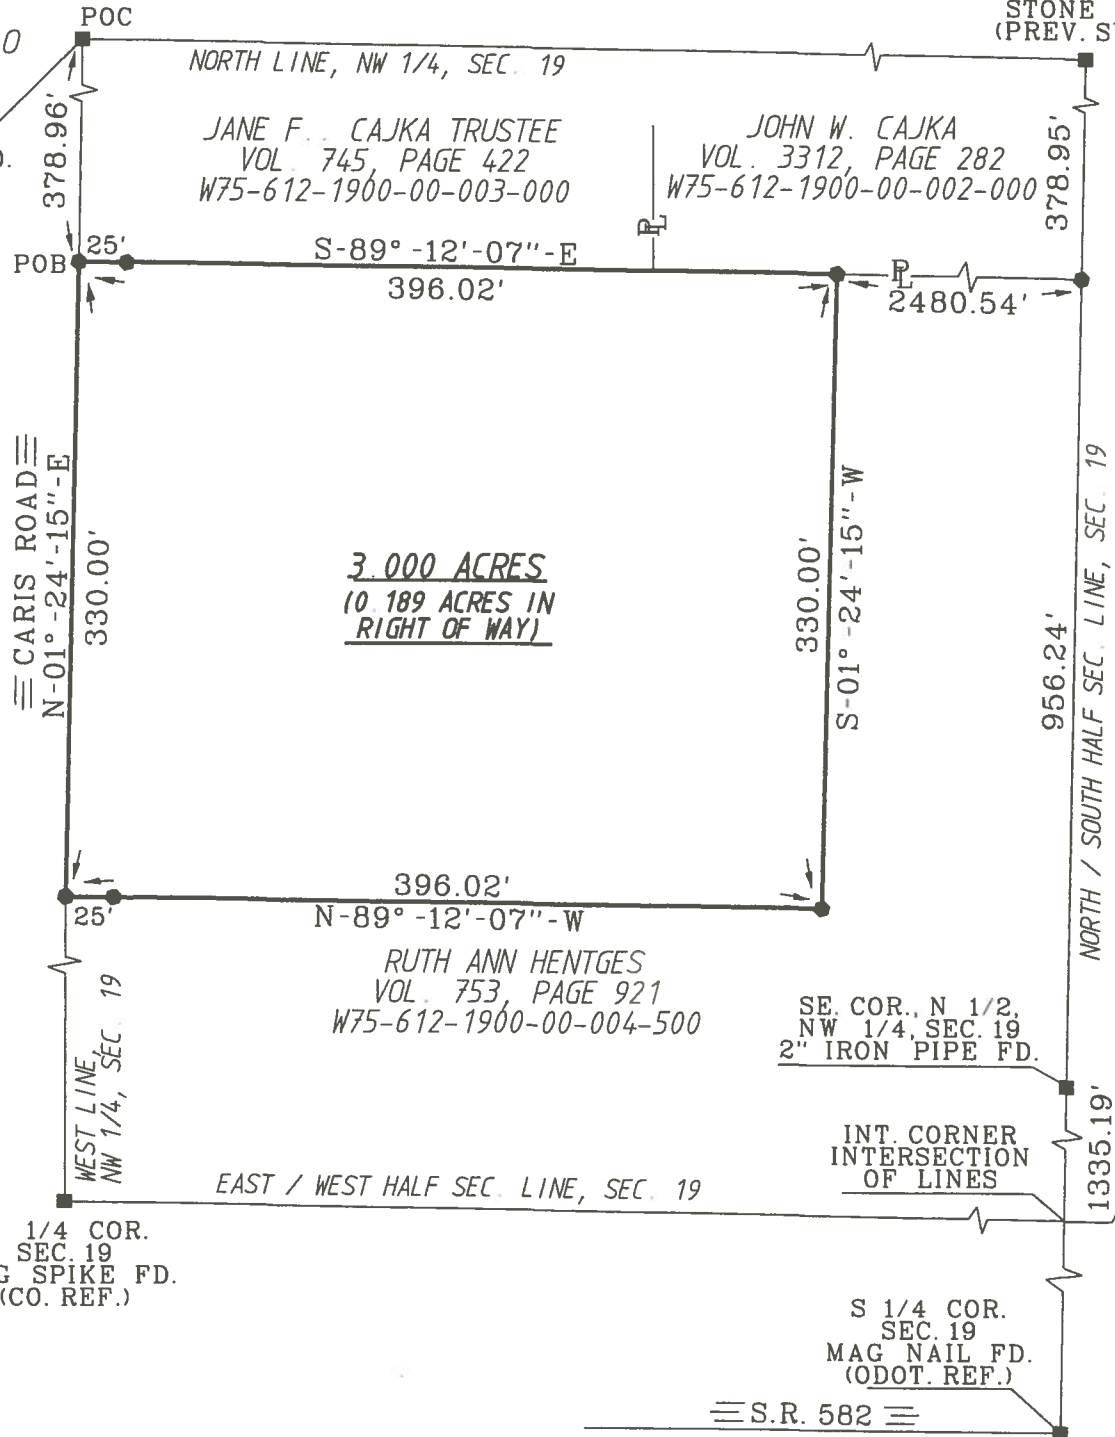 POC
STONE
(PREV. S
0
NORTH LINE, NW 1/4, SEC. 19
378.96'
JANE F. CAJKA TRUSTEE
VOL. 745, PAGE 422
W75-612-1900-00-003-000
JOHN W. CAJKA
VOL. 3312, PAGE 282
W75-612-1900-00-002-000
378.95'
D.
PL
POB
25'
S-89°-12'-07"-E
396.02'
PL
2480.54'
CARIS ROAD
N-01°-24'-15"-E
330.00'
3.000 ACRES
(0.189 ACRES IN
RIGHT OF WAY)
330.00'
S-01°-24'-15"-W
956.24'
NORTH / SOUTH HALF SEC. LINE, SEC. 19
25'
396.02'
N-89°-12'-07"-W
RUTH ANN HENTGES
VOL. 753, PAGE 921
W75-612-1900-00-004-500
WEST LINE,
NW 1/4, SEC. 19
SE. COR., N 1/2,
NW 1/4, SEC. 19
2" IRON PIPE FD.
INT. CORNER
INTERSECTION
OF LINES
1335.19'
EAST / WEST HALF SEC. LINE, SEC. 19
1/4 COR.
SEC. 19
G SPIKE FD.
(CO. REF.)
S 1/4 COR.
SEC. 19
MAG NAIL FD.
(ODOT. REF.)
S.R. 582